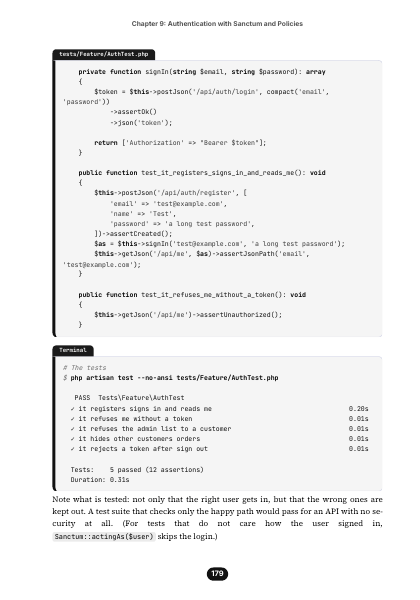 Chapter 9: Authentication with Sanctum and Policies
tests/Feature/AuthTest.php
private function signIn(string $email, string $password): array
{
$token = $this->postJson('/api/auth/login', compact('email',
'password'))
->assertOk()
->json('token');
return ['Authorization' => "Bearer $token"];
}
public function test_it_registers_signs_in_and_reads_me(): void
{
$this->postJson('/api/auth/register', [
'email' => 'test@example.com',
'name' => 'Test',
'password' => 'a long test password',
])->assertCreated();
$as = $this->signIn('test@example.com', 'a long test password');
$this->getJson('/api/me', $as)->assertJsonPath('email',
'test@example.com');
}
public function test_it_refuses_me_without_a_token(): void
{
$this->getJson('/api/me')->assertUnauthorized();
}
Terminal
# The tests
$ php artisan test --no-ansi tests/Feature/AuthTest.php
PASS Tests\Feature\AuthTest
✓ it registers signs in and reads me 0.20s
✓ it refuses me without a token 0.01s
✓ it refuses the admin list to a customer 0.01s
✓ it hides other customers orders 0.01s
✓ it rejects a token after sign out 0.01s
Tests: 5 passed (12 assertions)
Duration: 0.31s
Note what is tested: not only that the right user gets in, but that the wrong ones are
kept out. A test suite that checks only the happy path would pass for an API with no se-
curity at all. (For tests that do not care how the user signed in,
Sanctum::actingAs($user) skips the login.)
179